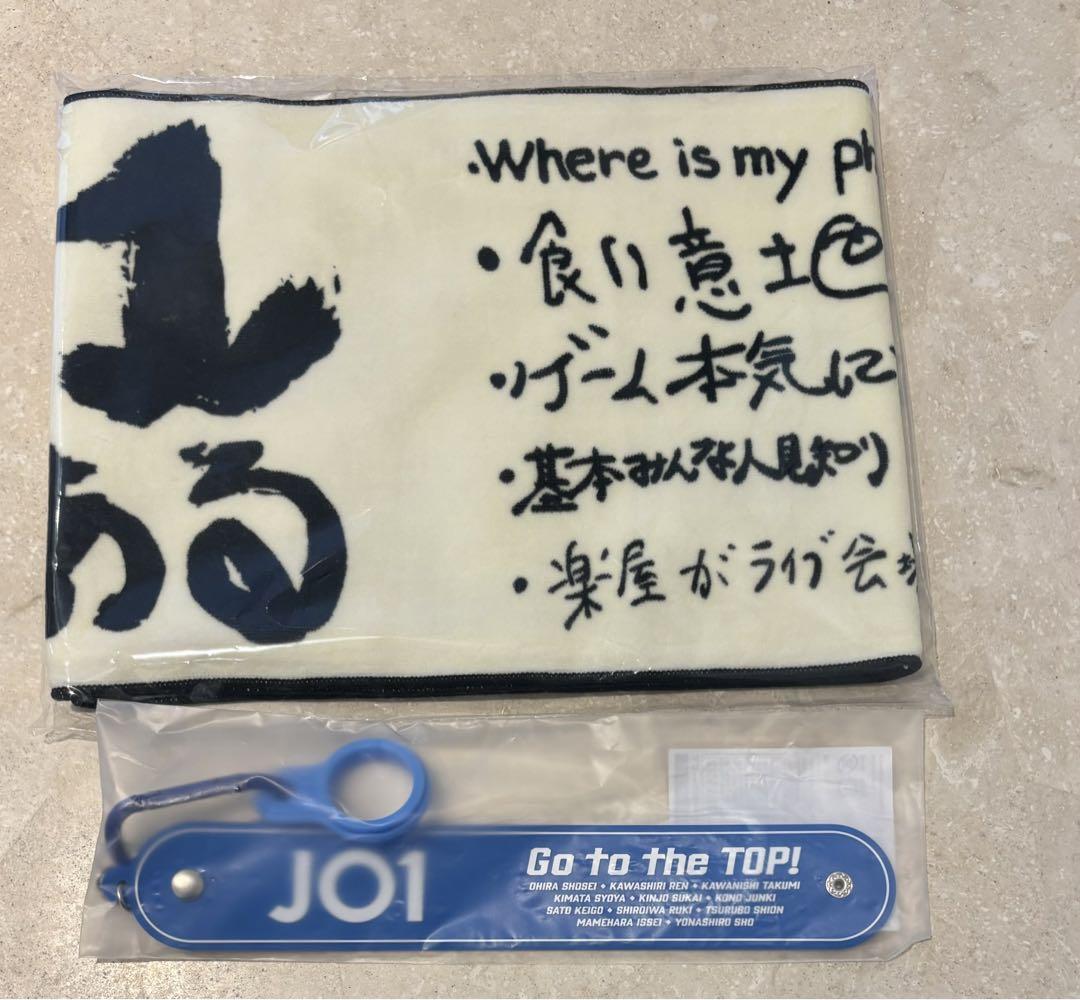 ある
・Where is my ph
・食い意地
・ゲーム本気に
・基本みんな人見知り
・楽屋がライブ会場
JO1
Go to the TOP!
OHIRA SHOSEI ◆ KAWASHIRI REN ◆ KAWANISHI TAKUMI
KIMATA SYOYA ◆ KINJO SUKAI ◆ KONO JUNKI
SATO KEIGO ◆ SHIROIWA RUKI ◆ TSURUBO SHION
MAMEHARA ISSEI ◆ YONASHIRO SHO